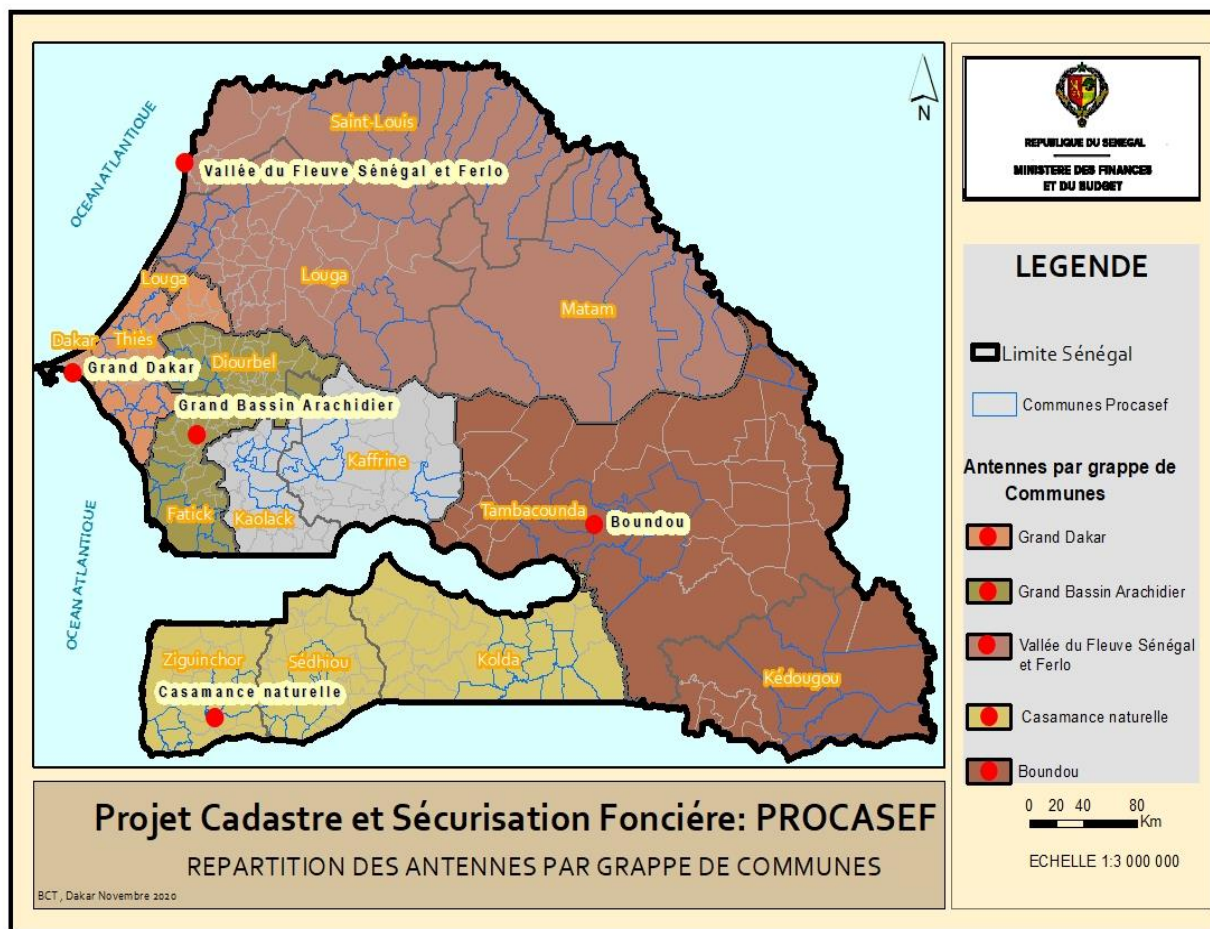 OCEAN ATLANTIQUE
N
Saint-Louis
Vallée du Fleuve Sénégal et Ferlo
Louga
Louga
Matam
Dakar
Thiès
Diourbel
Grand Dakar
Grand Bassin Arachidier
Kaffrine
Fatick
Kaolack
Tambacounda
Boundou
OCEAN ATLANTIQUE
Ziguinchor
Sédhiou
Kolda
Kédougou
Casamance naturelle
REPUBLIQUE DU SENEGAL
MINISTERE DES FINANCES
ET DU BUDGET
LEGENDE
Limite Sénégal
Communes Procasef
Antennes par grappe de
Communes
Grand Dakar
Grand Bassin Arachidier
Vallée du Fleuve Sénégal
et Ferlo
Casamance naturelle
Boundou
0 20 40 80
Km
ECHELLE 1:3 000 000
Projet Cadastre et Sécurisation Fonciére: PROCASEF
REPARTITION DES ANTENNES PAR GRAPPE DE COMMUNES
BCT , Dakar Novembre 2020